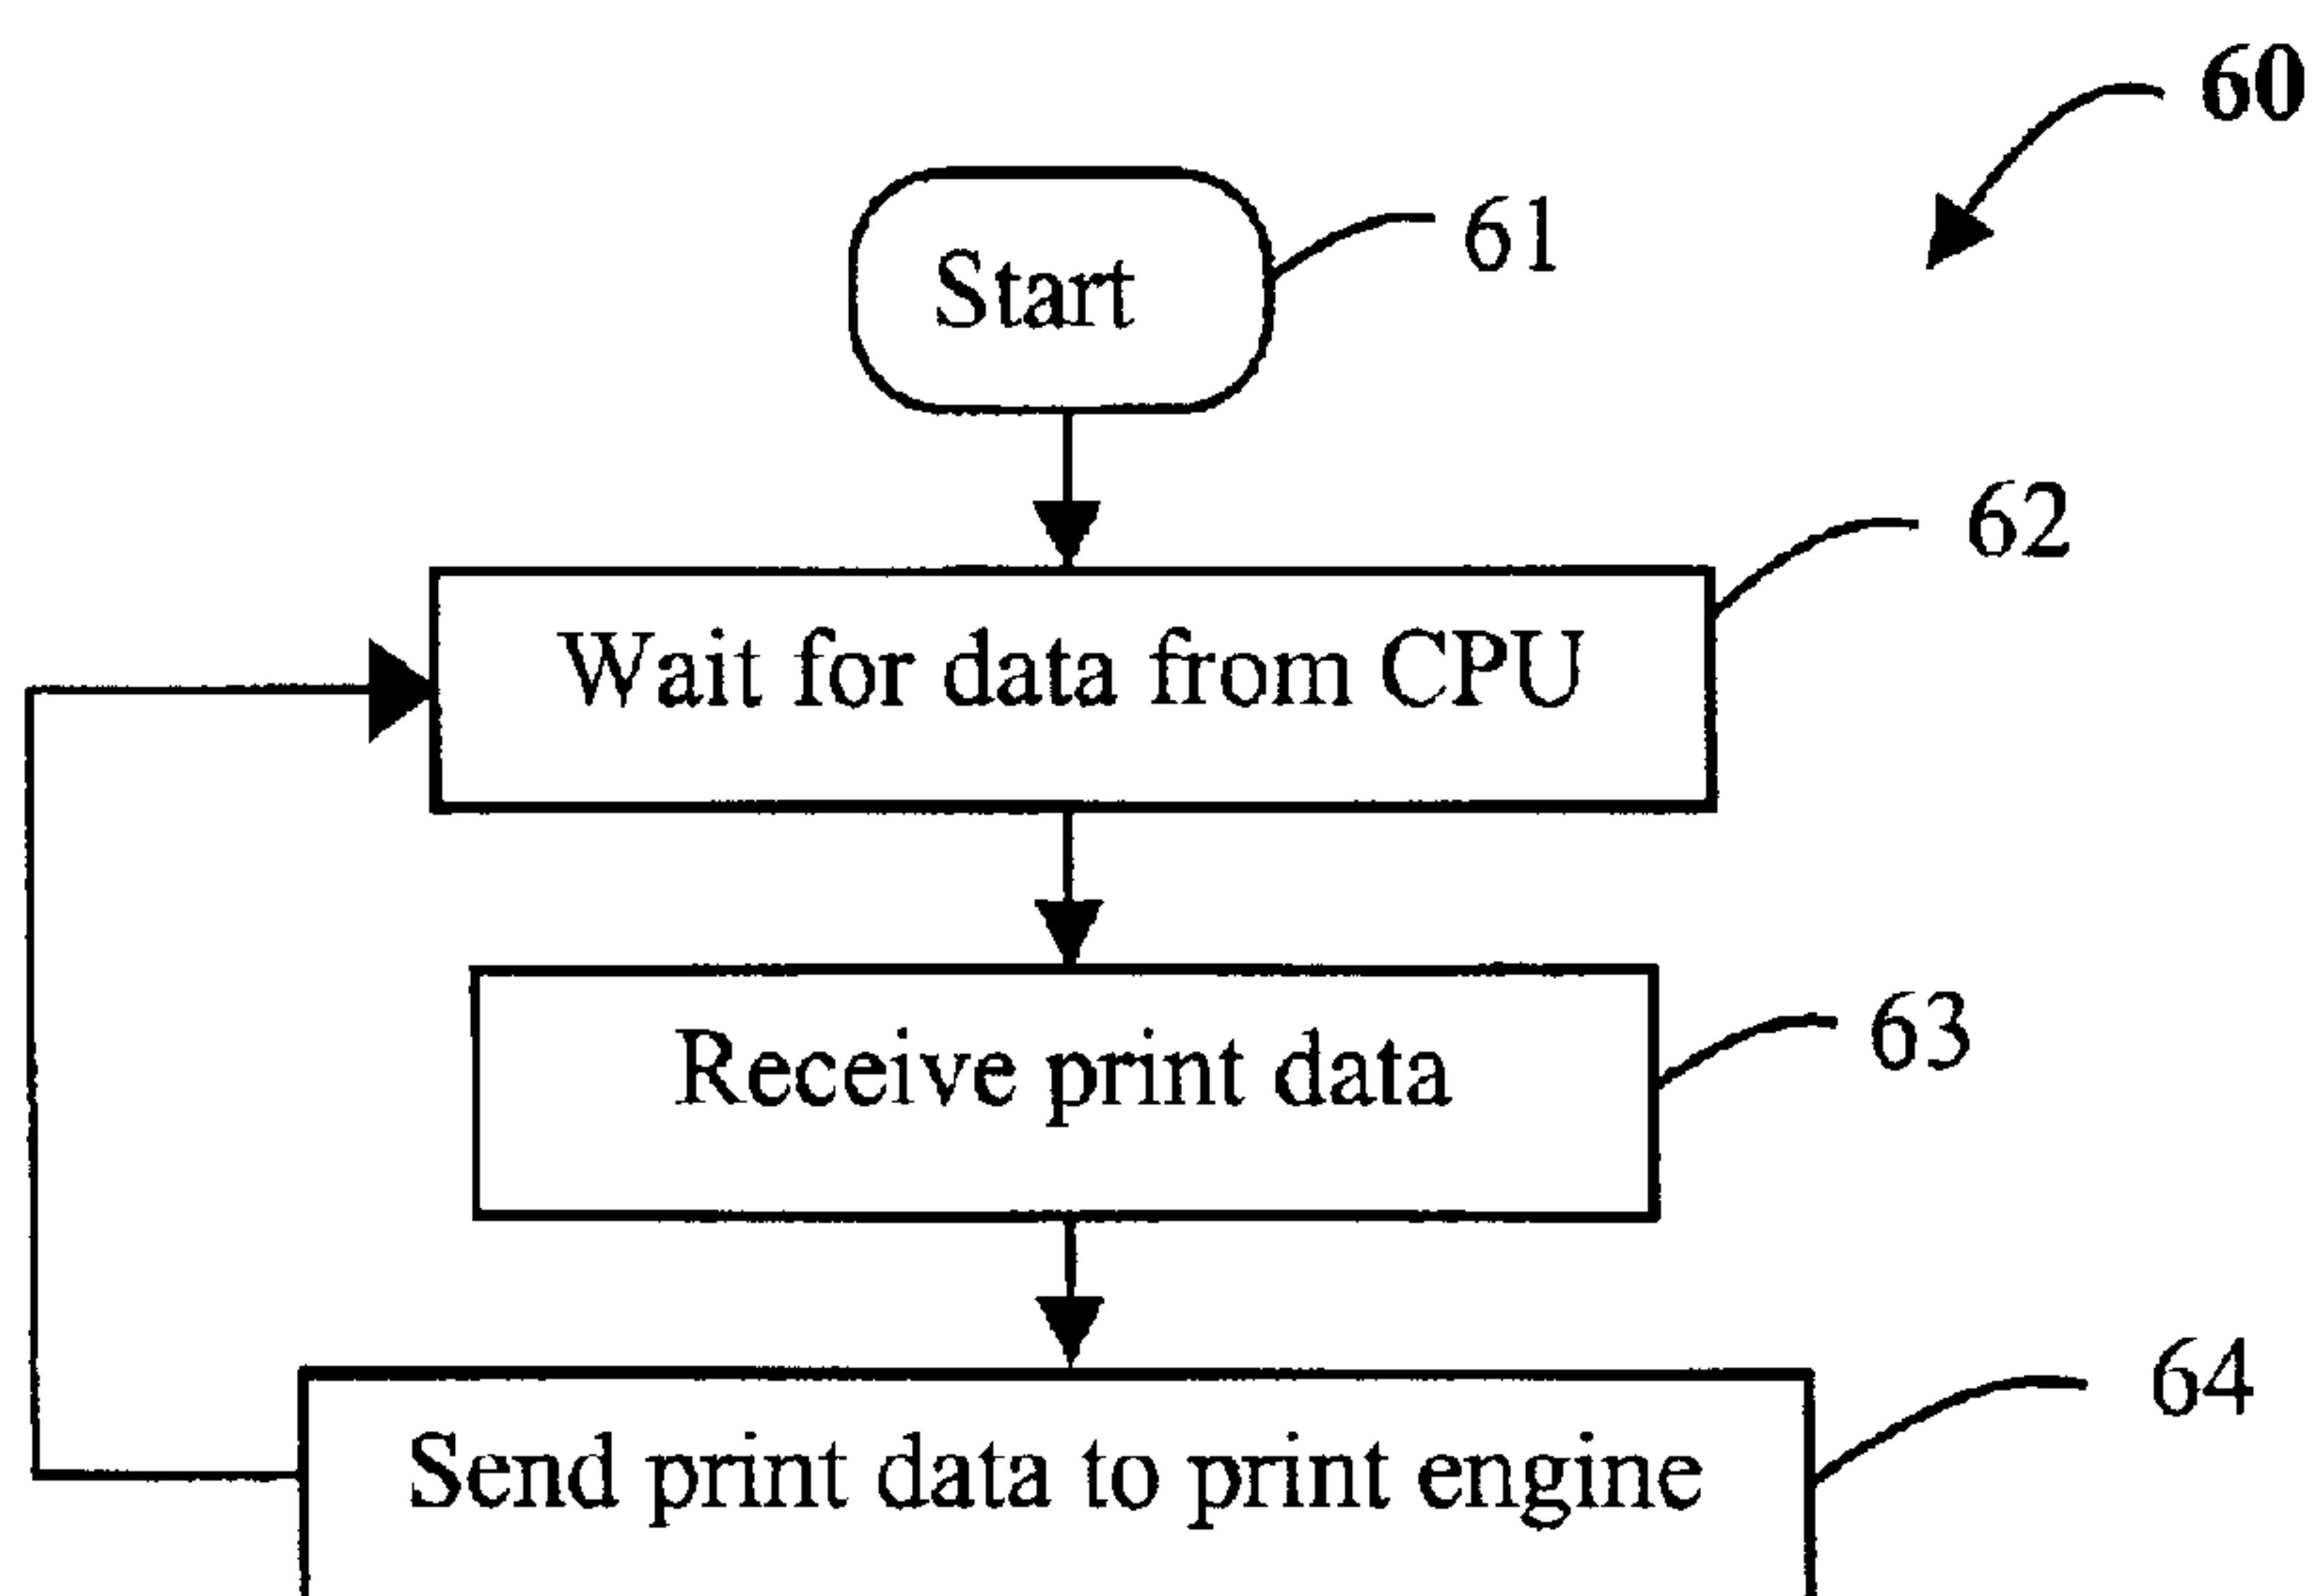 60
Start
61
62
Wait for data from CPU
Receive print data
63
64
Send print data to print engine